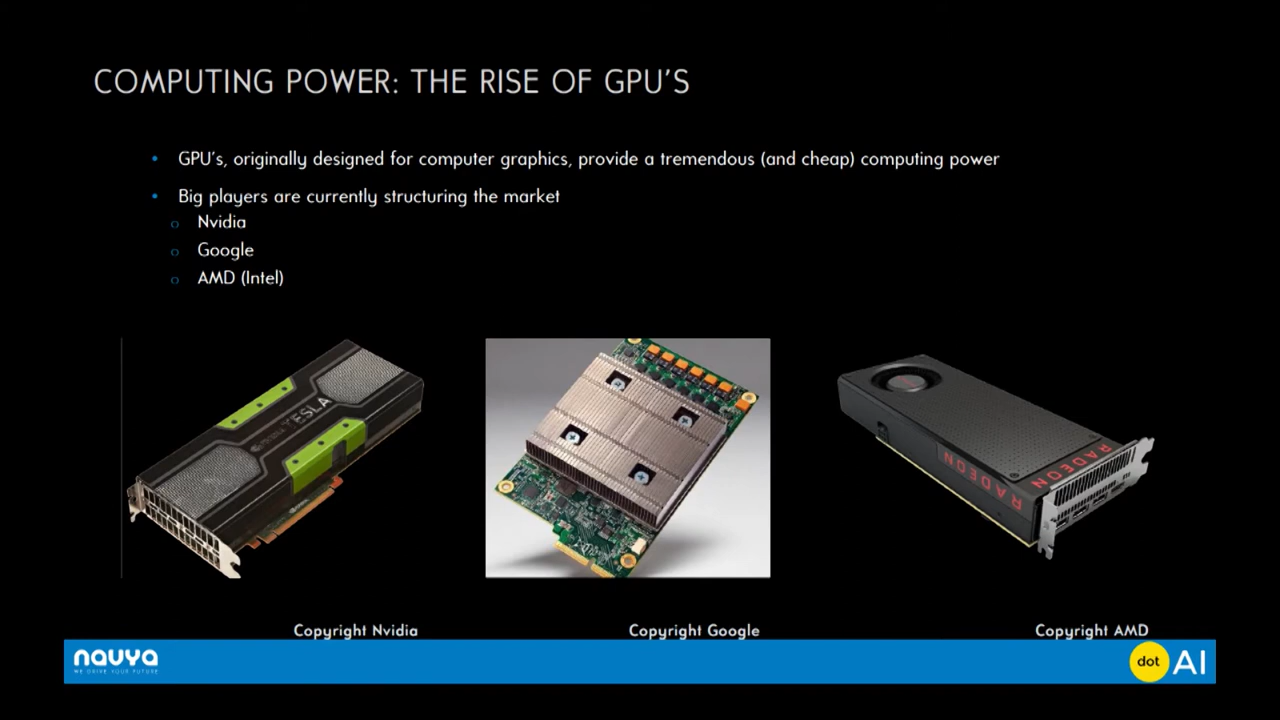 COMPUTING POWER: THE RISE OF GPU'S
• GPU's, originally designed for computer graphics, provide a tremendous (and cheap) computing power
• Big players are currently structuring the market
o Nvidia
o Google
o AMD (Intel)
TESLA
RADEON
RADEON
Copyright Nvidia
Copyright Google
Copyright AMD
NAVYA
WE DRIVE YOUR FUTURE
dot AI